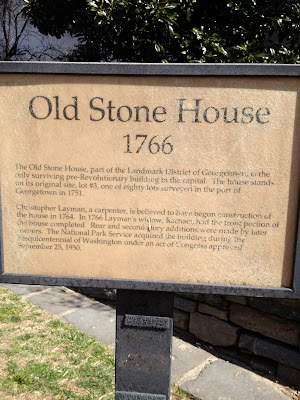 Old Stone House
1766
The Old Stone House, part of the Landmark District of Georgetown, is the
only surviving pre-Revolutionary building in the capital. The house stands
on its original site, lot #3, one of eighty lots surveyed in the port of
Georgetown in 1751.
Christopher Layman, a carpenter, is believed to have begun construction of
the house in 1764. In 1766 Layman's widow, Rachael, had the front portion of
the house completed. Rear and second story additions were made by later
owners. The National Park Service acquired the building during the
sesquicentennial of Washington under an act of Congress approved
September 25, 1950.